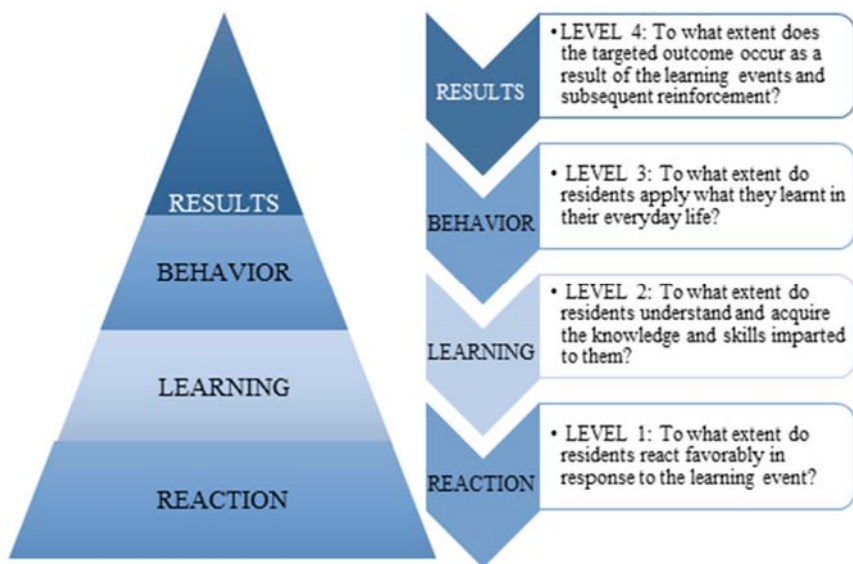 RESULTS
BEHAVIOR
LEARNING
REACTION
RESULTS
•LEVEL 4: To what extent does
the targeted outcome occur as a
result of the learning events and
subsequent reinforcement?
BEHAVIOR
• LEVEL 3: To what extent do
residents apply what they learnt in
their everyday life?
LEARNING
• LEVEL 2: To what extent do
residents understand and acquire
the knowledge and skills imparted
to them?
REACTION
• LEVEL 1: To what extent do
residents react favorably in
response to the learning event?